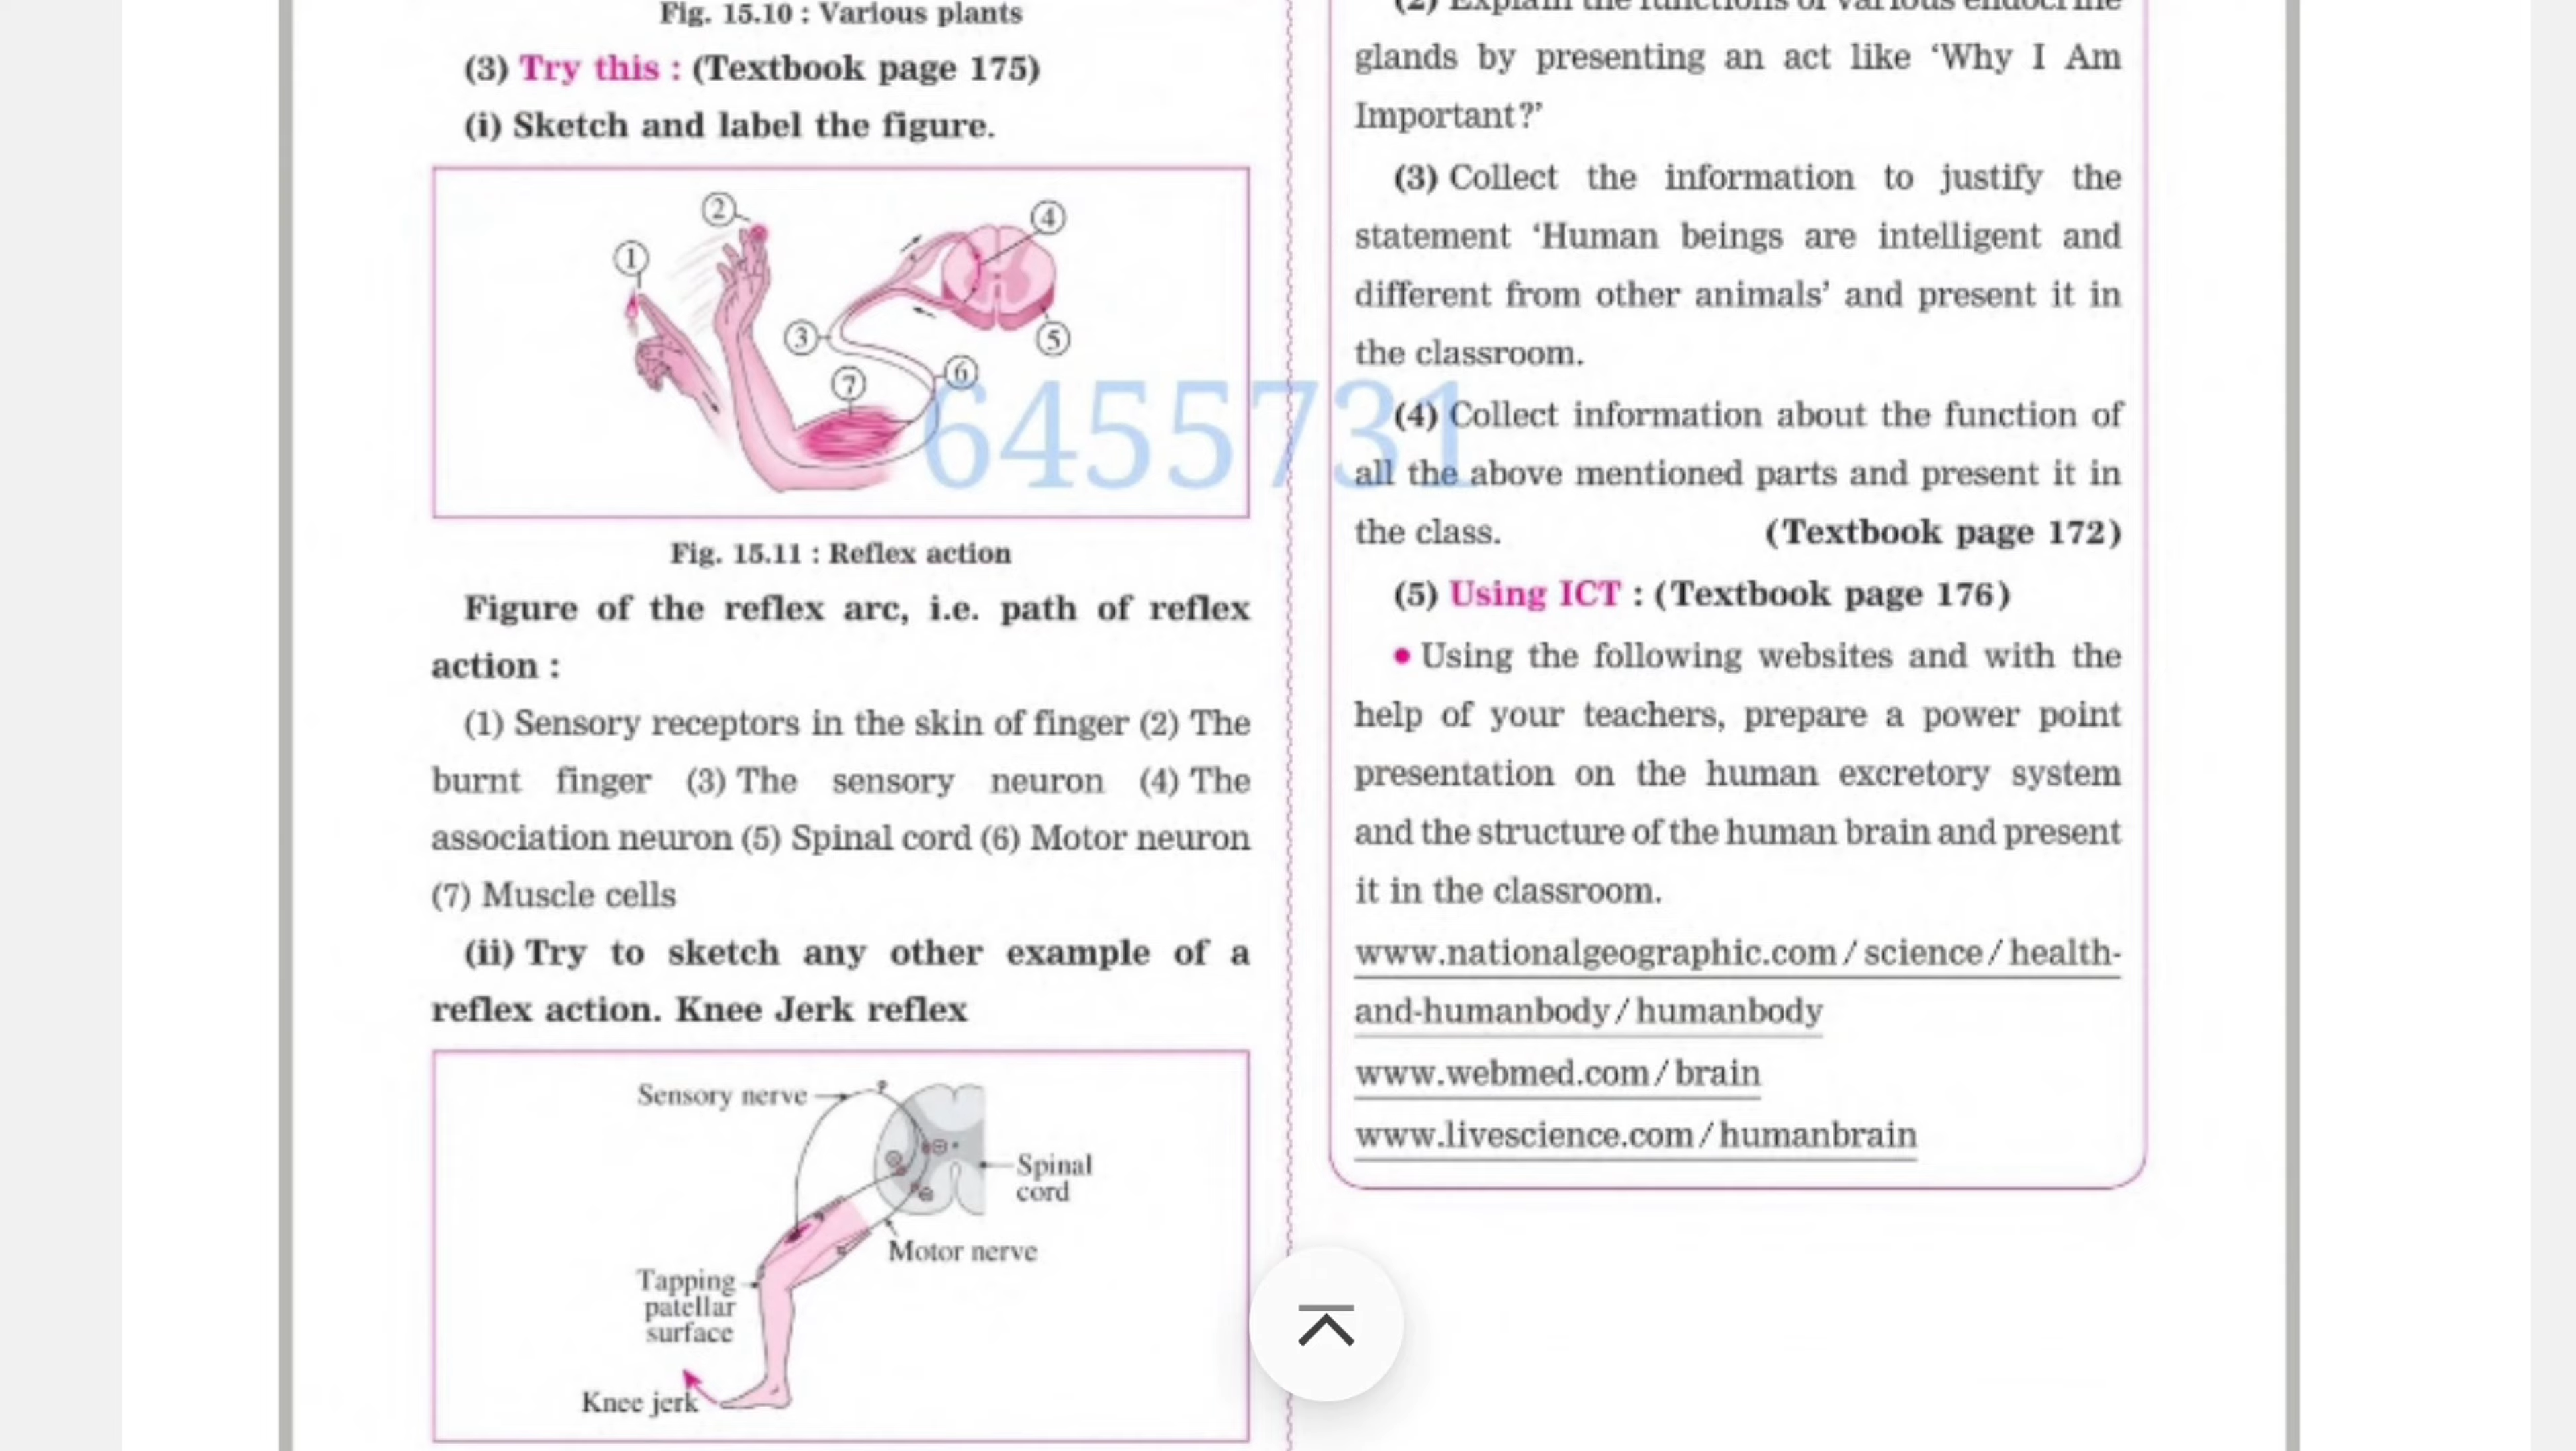 Fig. 15.10 : Various plants
(3) Try this : (Textbook page 175)
(i) Sketch and label the figure.
1
2
3
4
5
6
7
Fig. 15.11 : Reflex action
Figure of the reflex arc, i.e. path of reflex
action :
(1) Sensory receptors in the skin of finger (2) The
burnt finger (3) The sensory neuron (4) The
association neuron (5) Spinal cord (6) Motor neuron
(7) Muscle cells
(ii) Try to sketch any other example of a
reflex action. Knee Jerk reflex
Sensory nerve
Spinal
cord
Motor nerve
Tapping
patellar
surface
Knee jerk
(2) Explain the functions of various endocrine
glands by presenting an act like ‘Why I Am
Important?’
(3) Collect the information to justify the
statement ‘Human beings are intelligent and
different from other animals’ and present it in
the classroom.
(4) Collect information about the function of
all the above mentioned parts and present it in
the class. (Textbook page 172)
(5) Using ICT : (Textbook page 176)
• Using the following websites and with the
help of your teachers, prepare a power point
presentation on the human excretory system
and the structure of the human brain and present
it in the classroom.
www.nationalgeographic.com/science/health-
and-humanbody/humanbody
www.webmed.com/brain
www.livescience.com/humanbrain
6455731